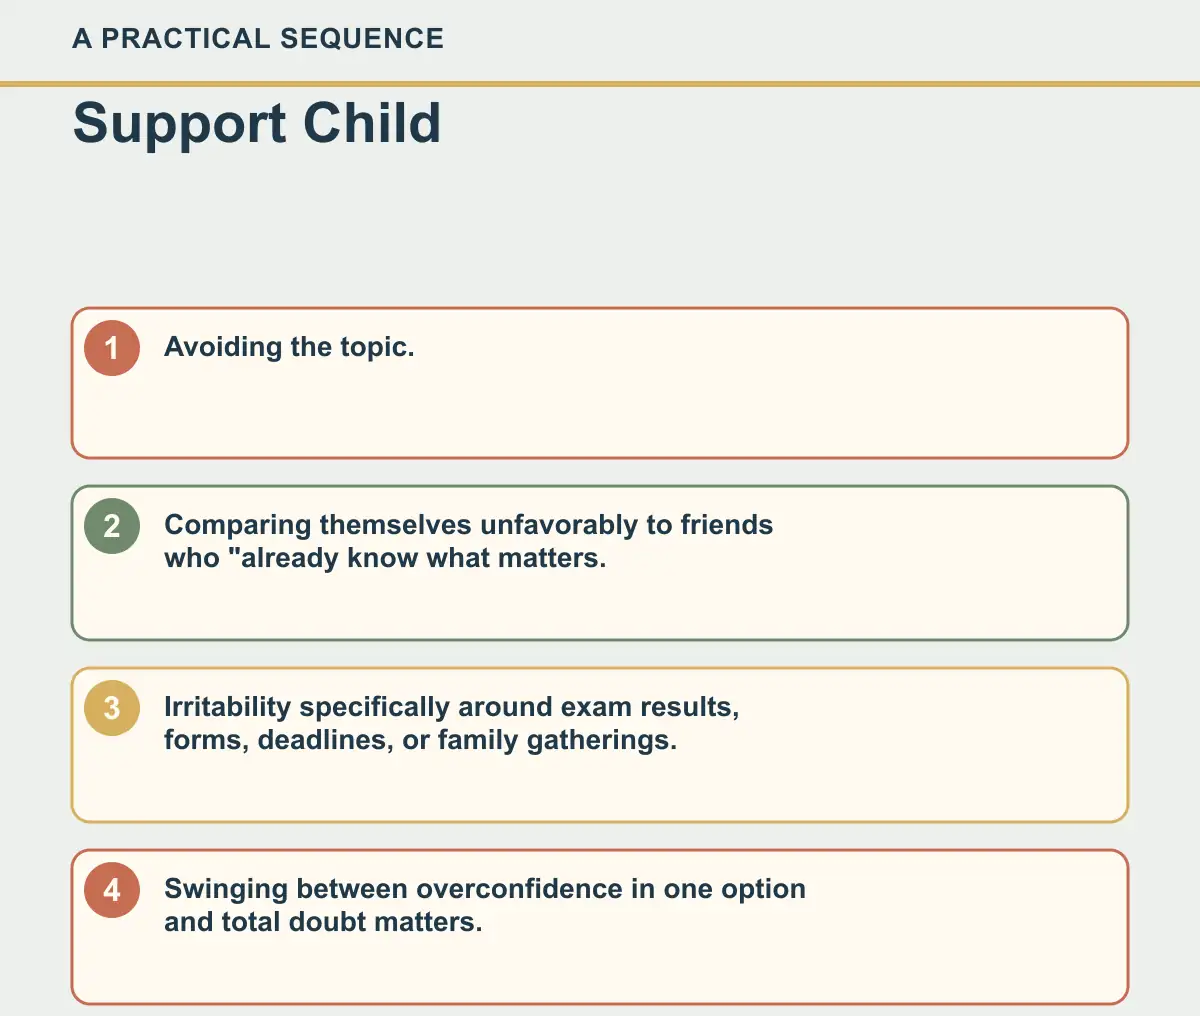 A PRACTICAL SEQUENCE
Support Child
1
Avoiding the topic.
2
Comparing themselves unfavorably to friends
who "already know what matters.
3
Irritability specifically around exam results,
forms, deadlines, or family gatherings.
4
Swinging between overconfidence in one option
and total doubt matters.